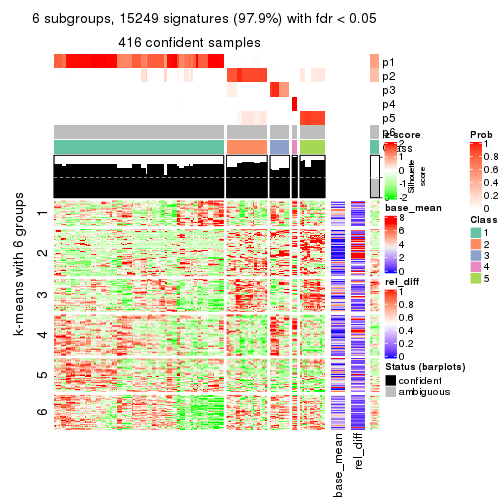 6 subgroups, 15249 signatures (97.9%) with fdr < 0.05
416 confident samples
p1
p2
p3
p4
p5
p6
Class
1
0.5
0
Silhouette
score
k-means with 6 groups
1
2
3
4
5
6
base_mean
rel_diff
z-score
2
1
0
-1
-2
base_mean
8
6
4
2
0
rel_diff
1
0.8
0.6
0.4
0.2
0
Status (barplots)
confident
ambiguous
Prob
1
0.8
0.6
0.4
0.2
0
Class
1
2
3
4
5